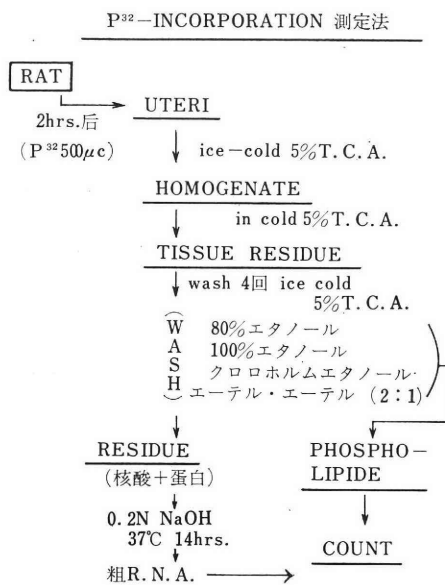 P³²−INCORPORATION 測定法
RAT
UTERI
2hrs.后
(P³²500μc)
ice−cold 5%T.C.A.
HOMOGENATE
in cold 5%T.C.A.
TISSUE RESIDUE
wash 4回 ice cold
5%T.C.A.
(WASH)
80%エタノール
100%エタノール
クロロホルムエタノール·
エーテル・エーテル (2:1)
RESIDUE
(核酸+蛋白)
0.2N NaOH
37℃ 14hrs.
粗R.N.A.
PHOSPHO−
LIPIDE
COUNT